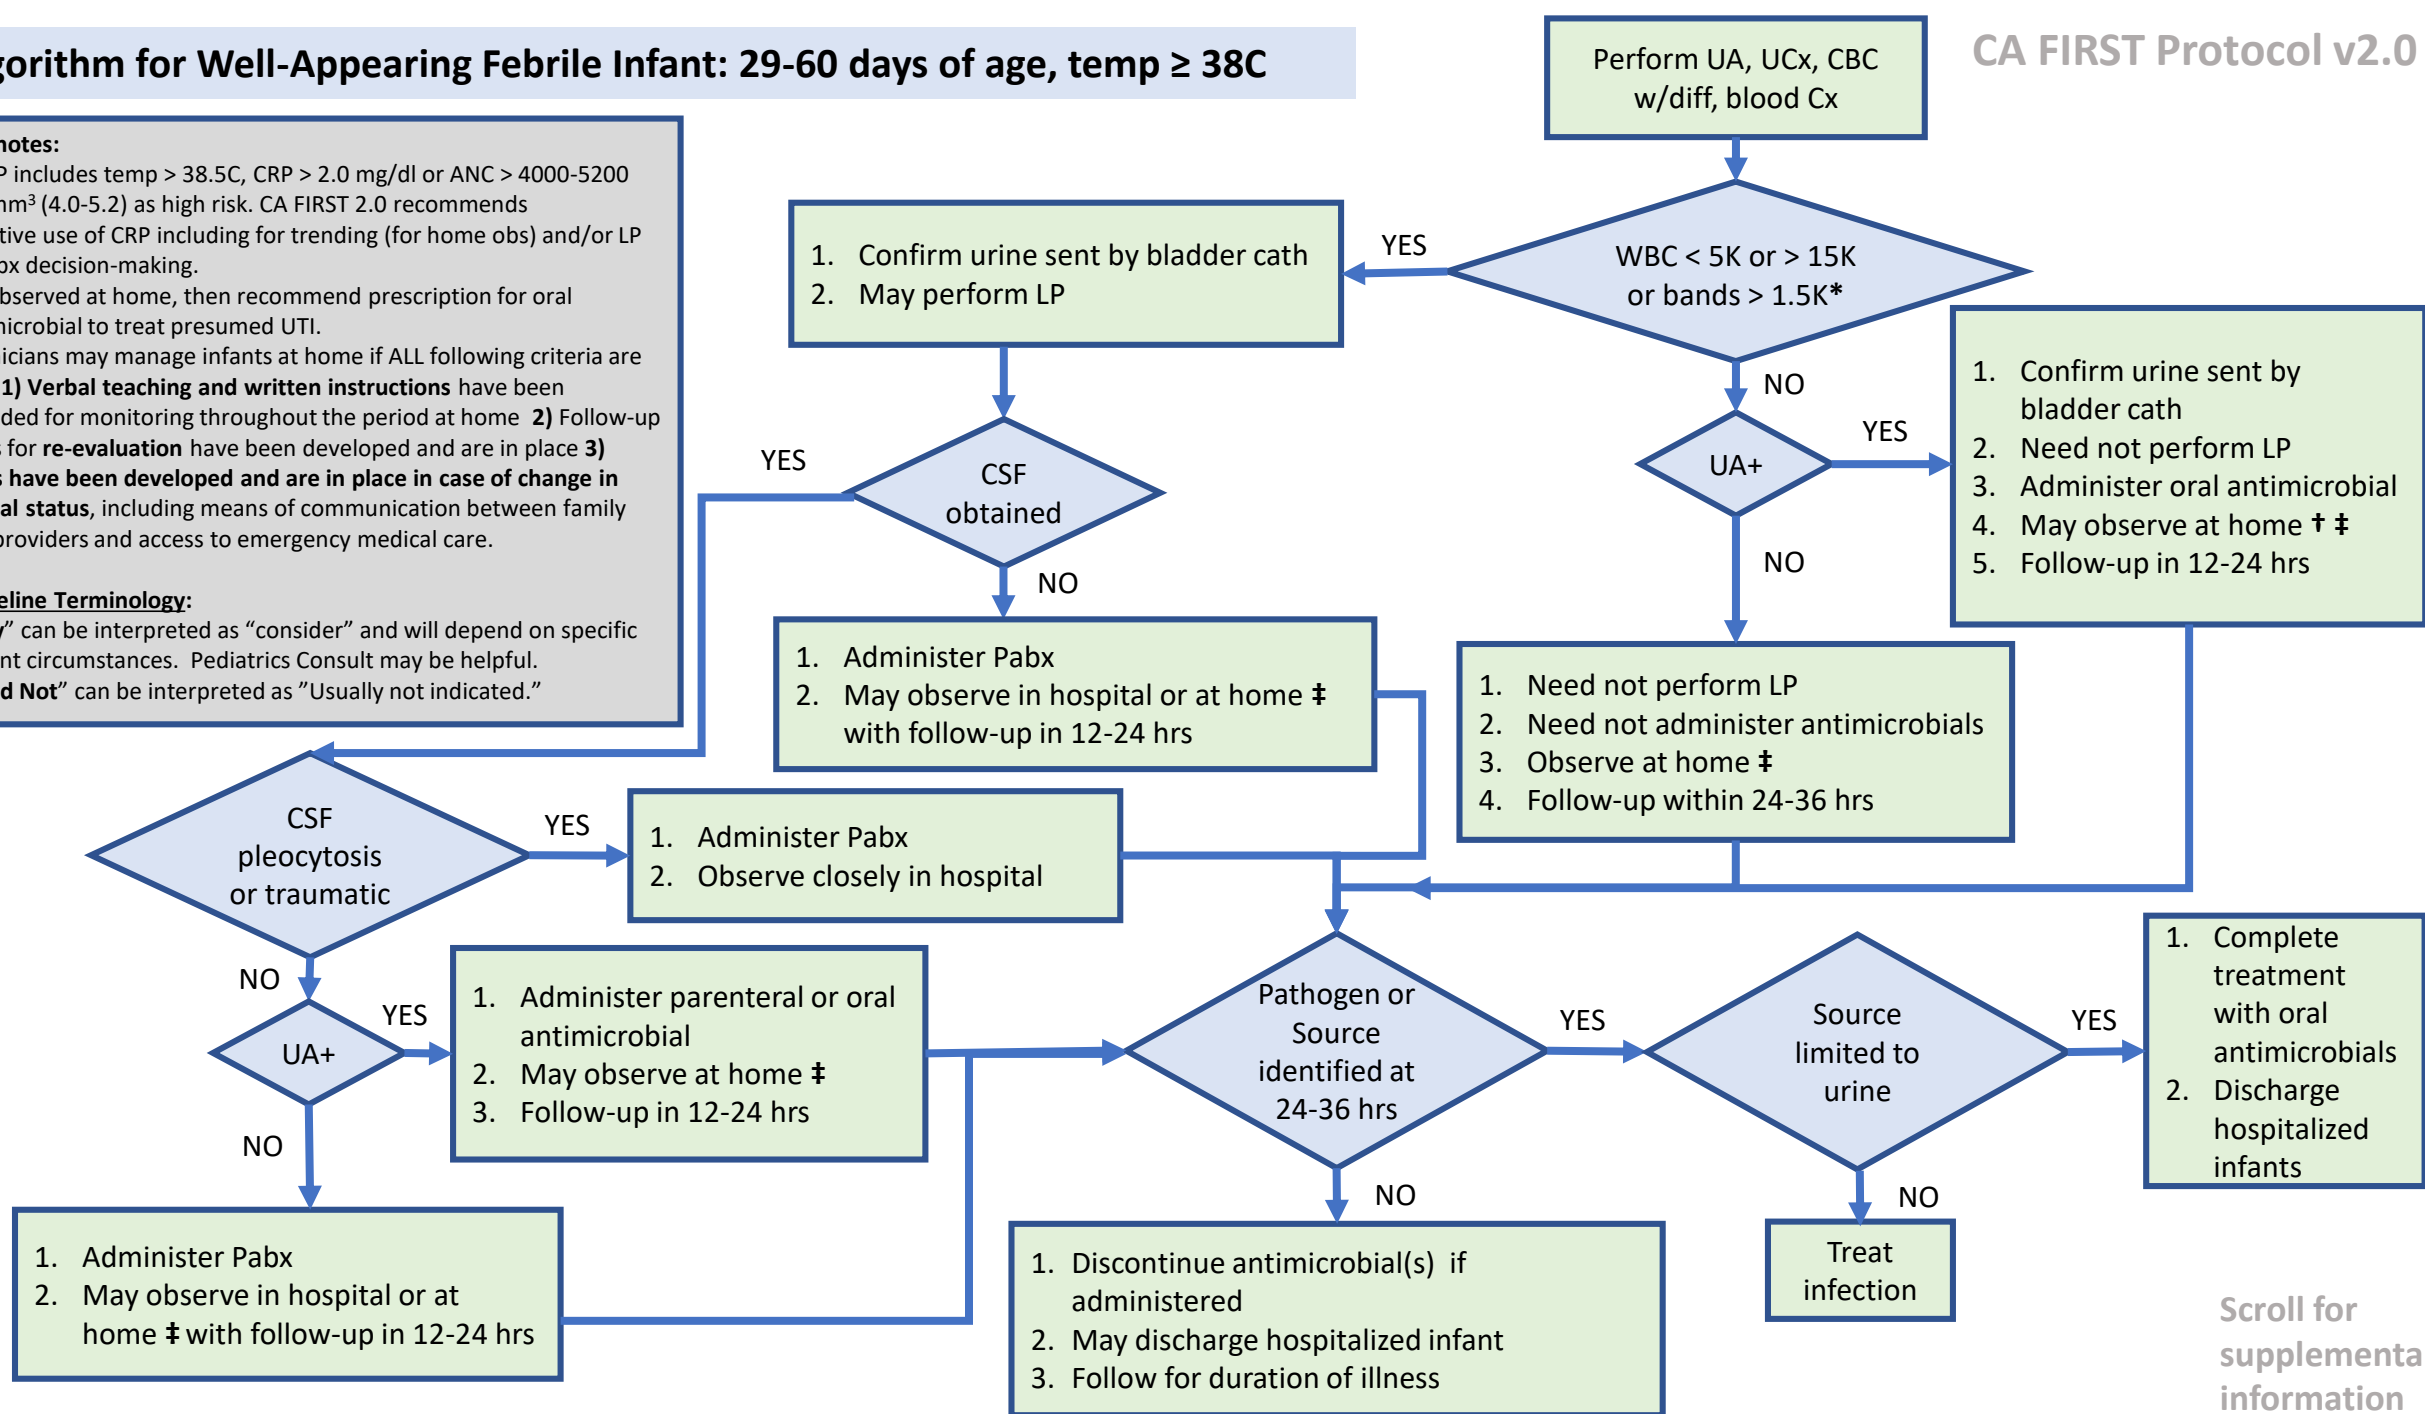 gorithm for Well-Appearing Febrile Infant: 29-60 days of age, temp ≥ 38C
CA FIRST Protocol v2.0
notes:
P includes temp > 38.5C, CRP > 2.0 mg/dl or ANC > 4000-5200
mm³ (4.0-5.2) as high risk. CA FIRST 2.0 recommends
tive use of CRP including for trending (for home obs) and/or LP
bx decision-making.
observed at home, then recommend prescription for oral
microbial to treat presumed UTI.
nicians may manage infants at home if ALL following criteria are
1) Verbal teaching and written instructions have been
ded for monitoring throughout the period at home 2) Follow-up
s for re-evaluation have been developed and are in place 3)
s have been developed and are in place in case of change in
al status, including means of communication between family
providers and access to emergency medical care.
eline Terminology:
y” can be interpreted as “consider” and will depend on specific
nt circumstances. Pediatrics Consult may be helpful.
d Not” can be interpreted as ”Usually not indicated.”
Perform UA, UCx, CBC
w/diff, blood Cx
WBC < 5K or > 15K
or bands > 1.5K*
YES
1. Confirm urine sent by bladder cath
2. May perform LP
NO
UA+
YES
1. Confirm urine sent by
bladder cath
2. Need not perform LP
3. Administer oral antimicrobial
4. May observe at home † ‡
5. Follow-up in 12-24 hrs
NO
1. Need not perform LP
2. Need not administer antimicrobials
3. Observe at home ‡
4. Follow-up within 24-36 hrs
CSF
obtained
YES
NO
1. Administer Pabx
2. May observe in hospital or at home ‡
with follow-up in 12-24 hrs
CSF
pleocytosis
or traumatic
YES
1. Administer Pabx
2. Observe closely in hospital
NO
UA+
YES
1. Administer parenteral or oral
antimicrobial
2. May observe at home ‡
3. Follow-up in 12-24 hrs
NO
1. Administer Pabx
2. May observe in hospital or at
home ‡ with follow-up in 12-24 hrs
Pathogen or
Source
identified at
24-36 hrs
YES
NO
1. Discontinue antimicrobial(s) if
administered
2. May discharge hospitalized infant
3. Follow for duration of illness
Source
limited to
urine
YES
1. Complete
treatment
with oral
antimicrobials
2. Discharge
hospitalized
infants
NO
Treat
infection
Scroll for
supplementa
information